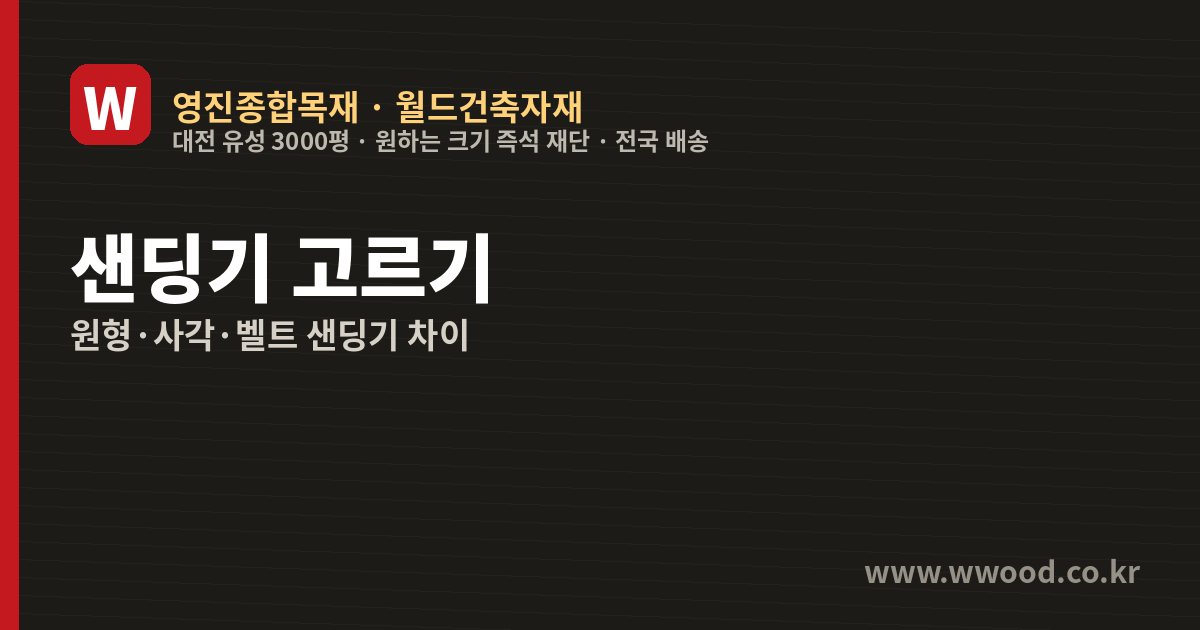 W
영진종합목재 · 월드건축자재
대전 유성 3000평 · 원하는 크기 즉석 재단 · 전국 배송
샌딩기 고르기
원형·사각·벨트 샌딩기 차이
www.wwood.co.kr